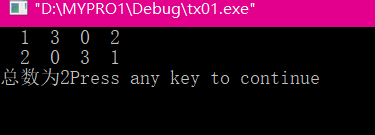 "D:\MYPRO1\Debug\tx01.exe"
1 3 0 2
2 0 3 1
总数为2Press any key to continue